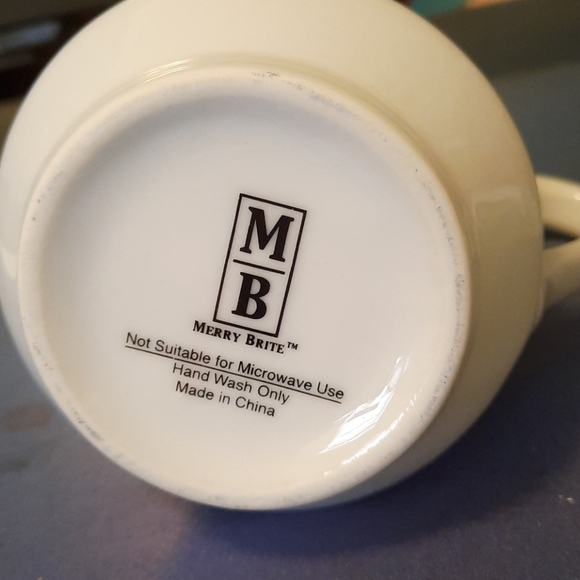 M
B
MERRY BRITE™
Not Suitable for Microwave Use
Hand Wash Only
Made in China